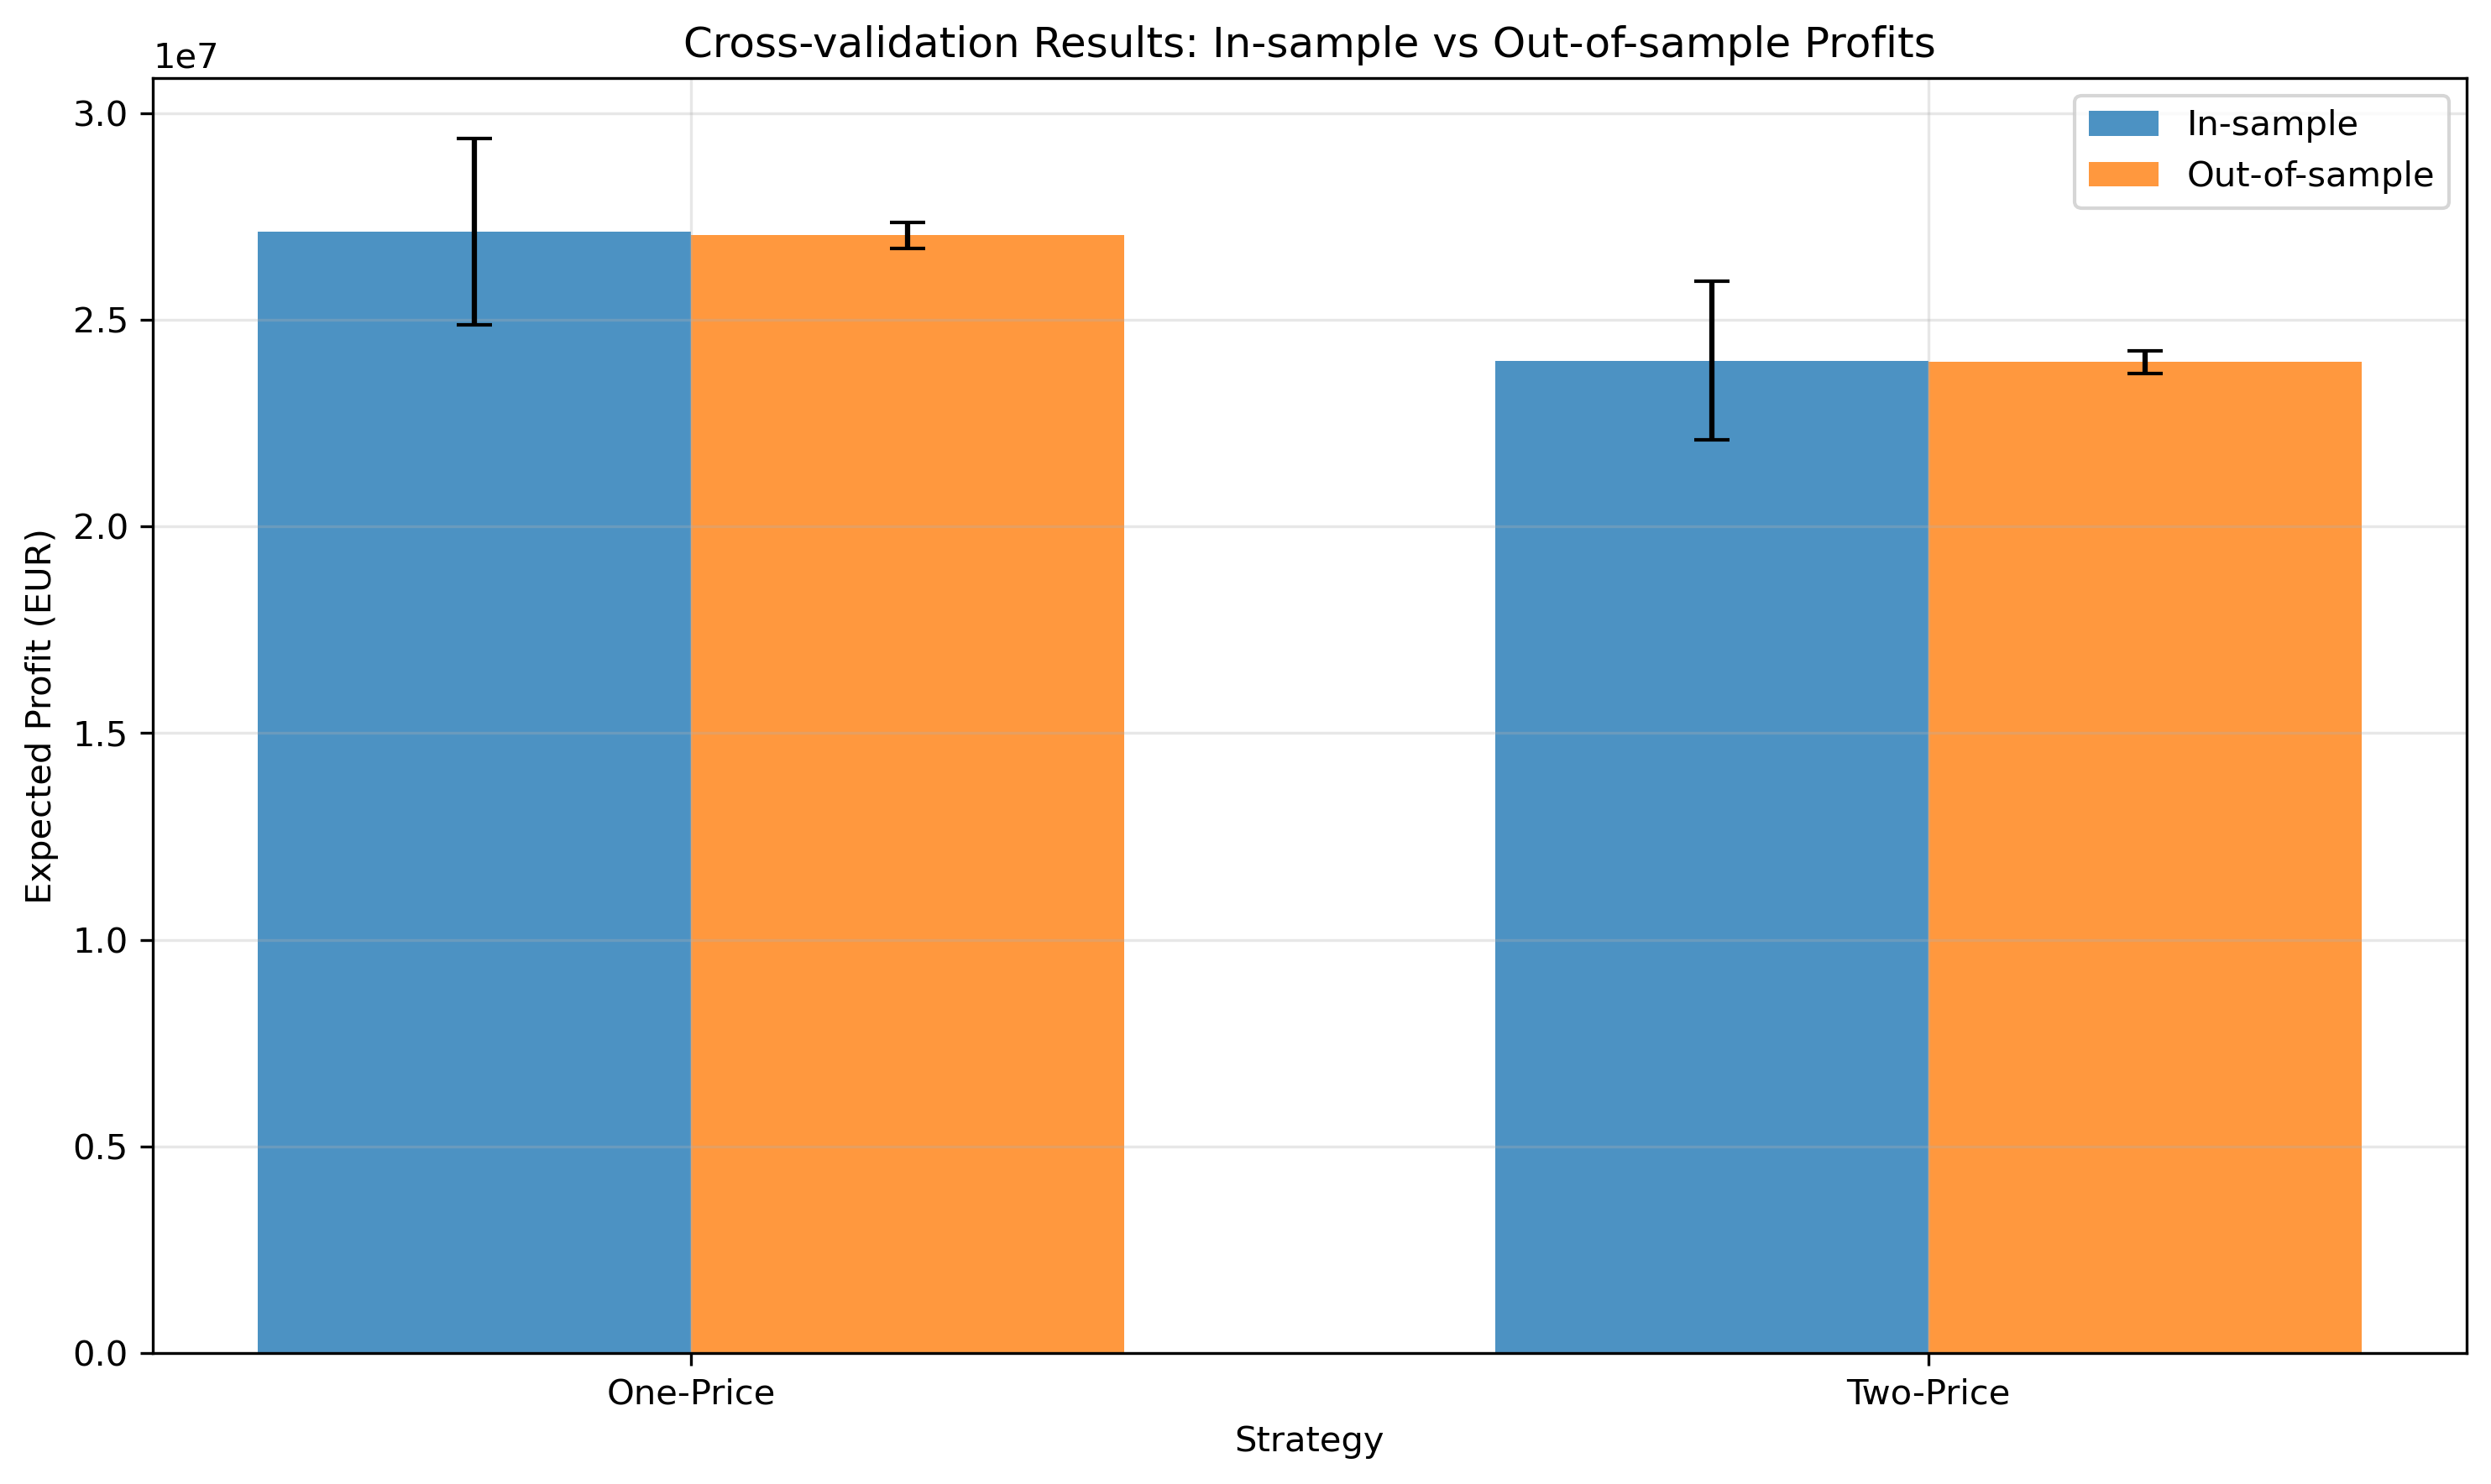 Cross-validation Results: In-sample vs Out-of-sample Profits
1e7
3.0
2.5
2.0
1.5
1.0
0.5
0.0
Expected Profit (EUR)
In-sample
Out-of-sample
One-Price
Two-Price
Strategy